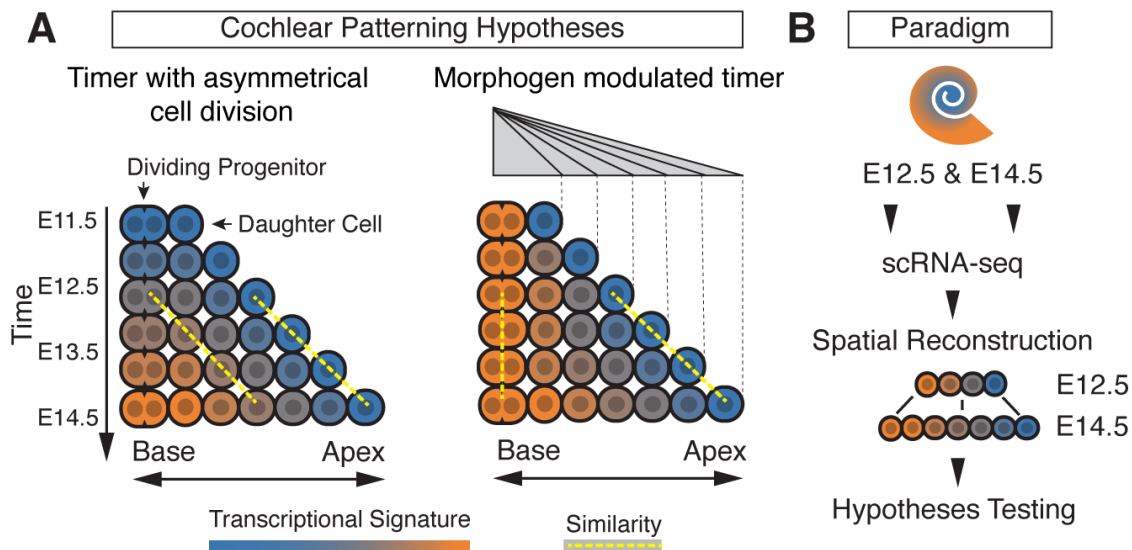 A
Cochlear Patterning Hypotheses
Timer with asymmetrical
cell division
Morphogen modulated timer
Dividing Progenitor
Daughter Cell
Time
E11.5
E12.5
E13.5
E14.5
Base
Apex
Base
Apex
Transcriptional Signature
Similarity
B
Paradigm
E12.5 & E14.5
scRNA-seq
Spatial Reconstruction
E12.5
E14.5
Hypotheses Testing